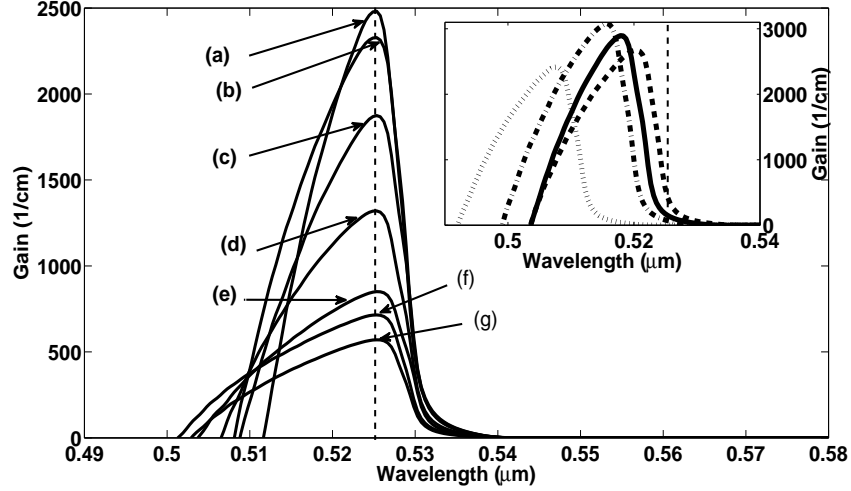 2500
2000
1500
1000
500
0
Gain (1/cm)
0.49
0.5
0.51
0.52
0.53
0.54
0.55
0.56
0.57
0.58
Wavelength (μm)
(a)
(b)
(c)
(d)
(e)
(f)
(g)
3000
2000
1000
0
Gain (1/cm)
0.5
0.52
0.54
Wavelength (μm)